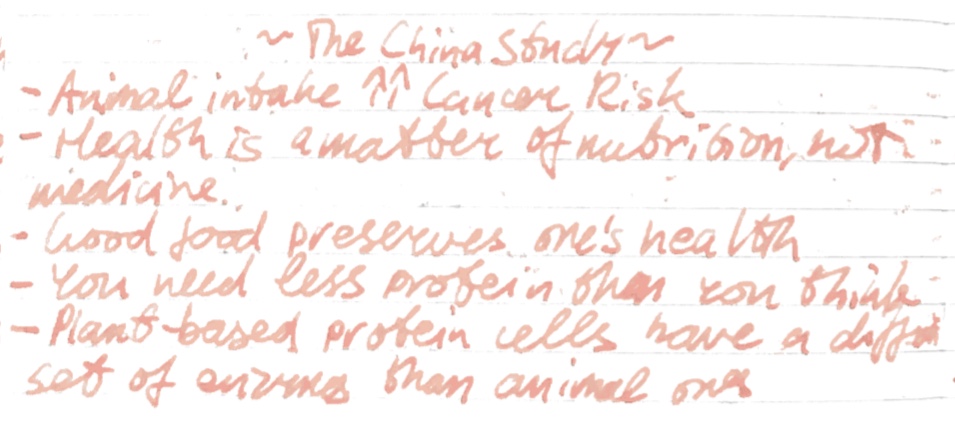 ~ The China Study ~
- Animal intake ↑↑ Cancer Risk
- Health is a matter of nutrition, not
medicine.
- Good food preserves one's health
- You need less protein than you think
- Plant-based protein cells have a
set of enzymes than animal ones